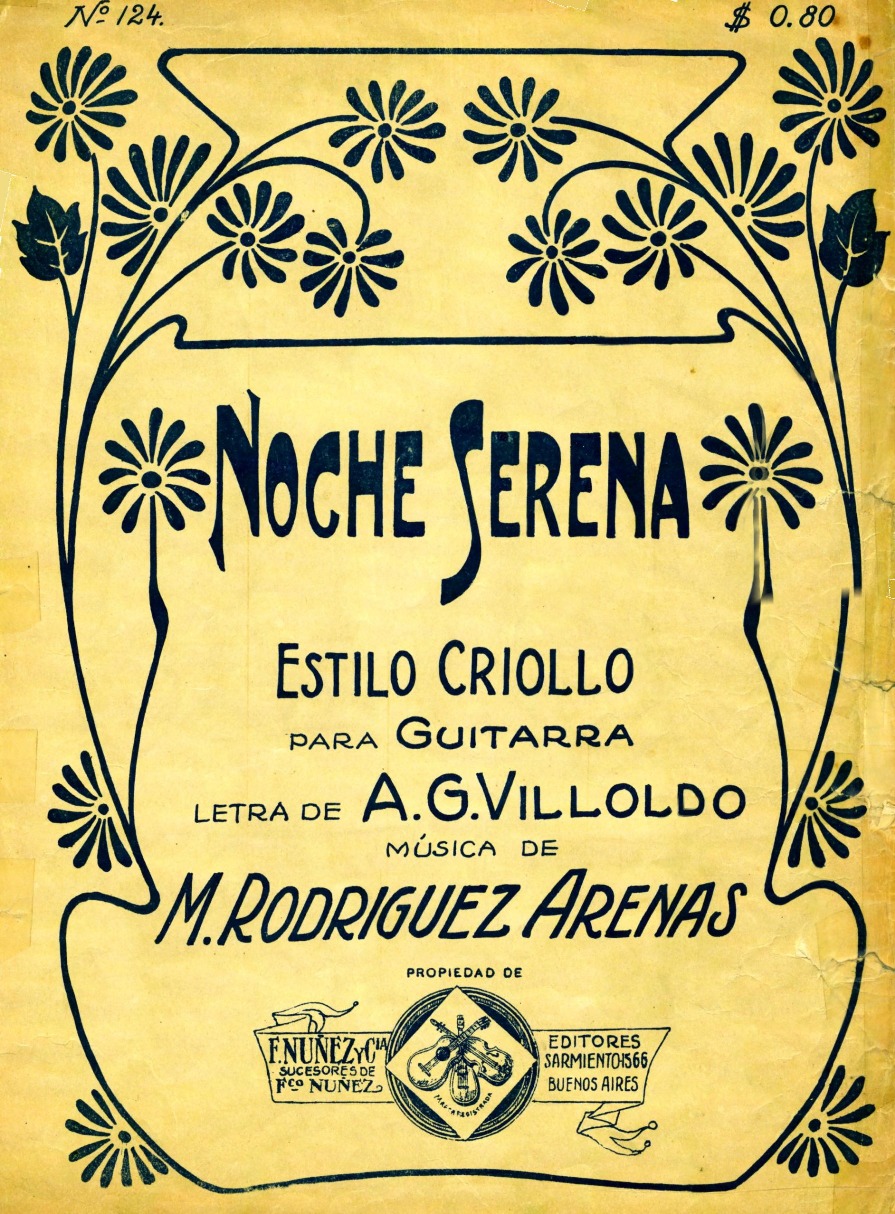 Nº 124.
$ 0.80
NOCHE SERENA
ESTILO CRIOLLO
PARA GUITARRA
LETRA DE A.G.VILLOLDO
MÚSICA DE
M.RODRIGUEZ ARENAS
PROPIEDAD DE
F.NUÑEZ Y Cia
SUCESORES DE
Fco NUÑEZ
EDITORES
SARMIENTO-1566
BUENOS AIRES